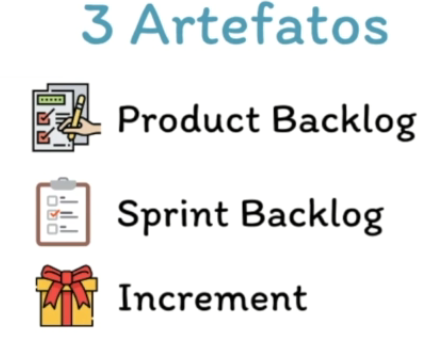 3 Artefatos
Product Backlog
Sprint Backlog
Increment